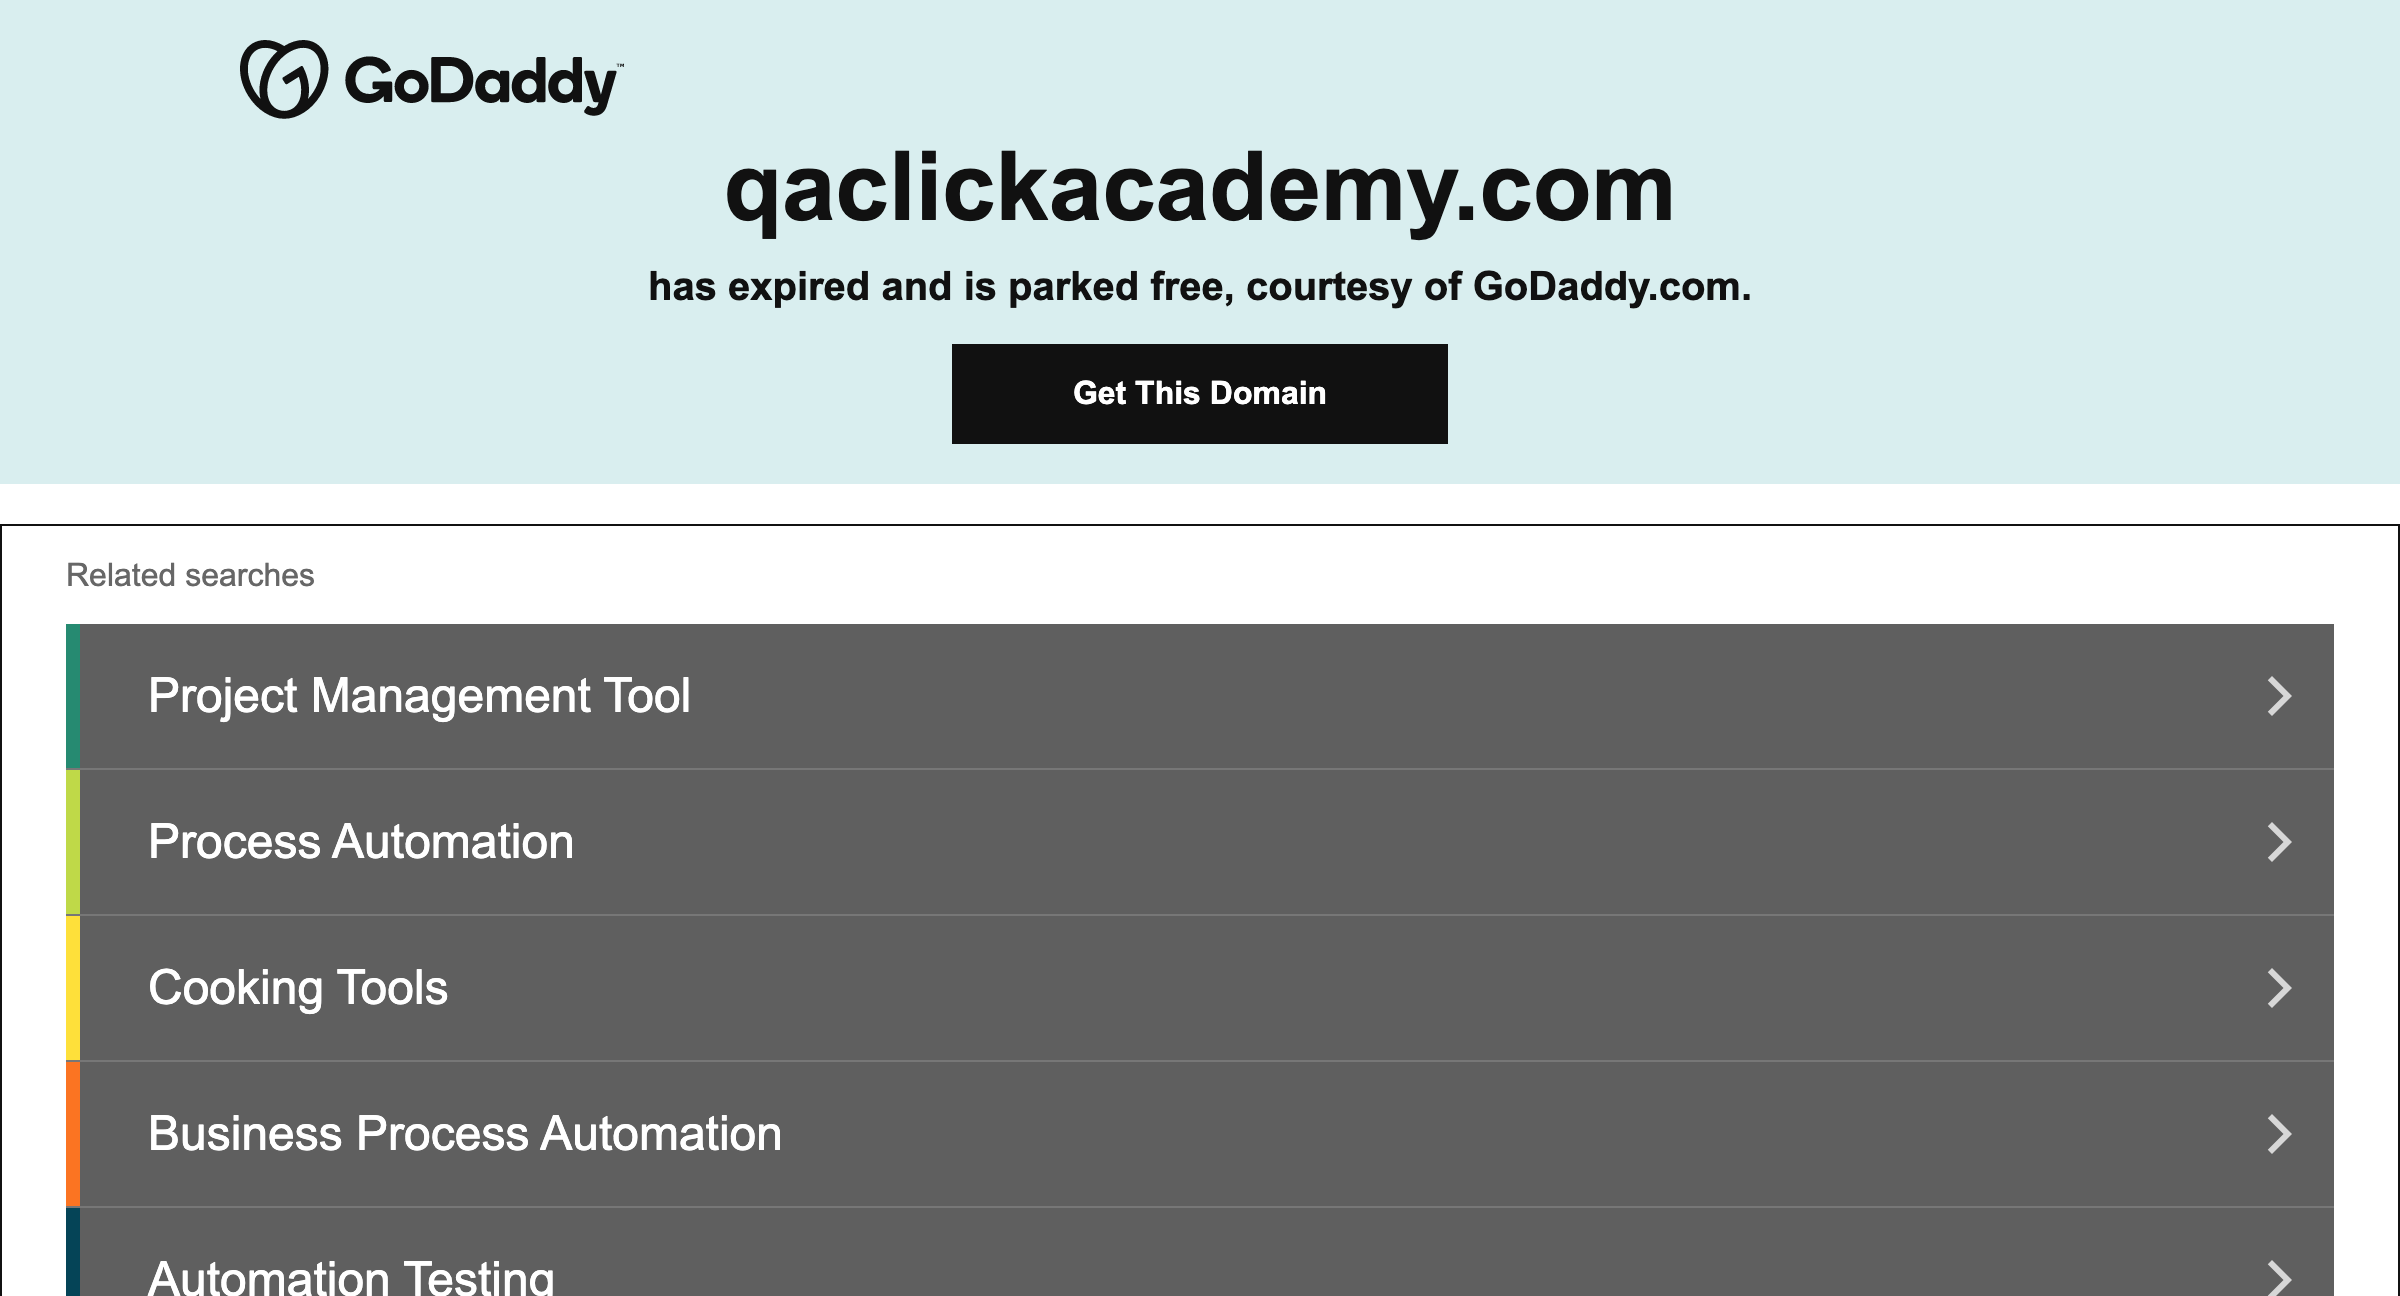 GoDaddy™
qaclickacademy.com
has expired and is parked free, courtesy of GoDaddy.com.
Get This Domain
Related searches
Project Management Tool
Process Automation
Cooking Tools
Business Process Automation
Automation Testing